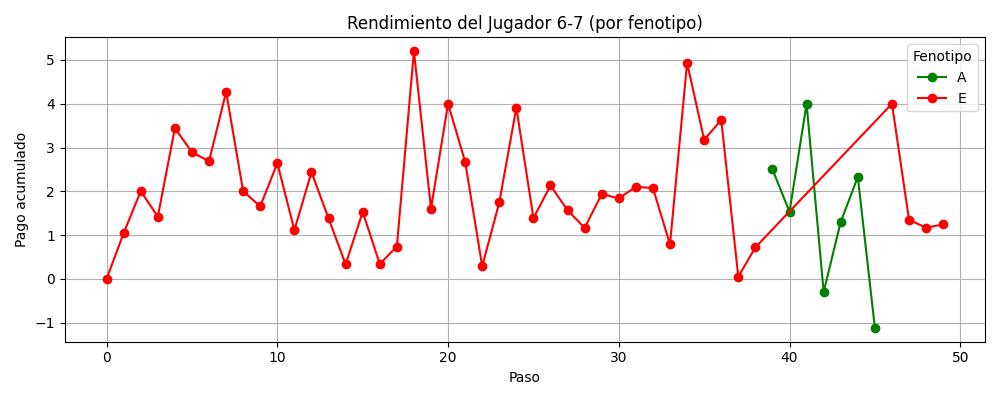 Rendimiento del Jugador 6-7 (por fenotipo)
Pago acumulado
5
4
3
2
1
0
−1
Fenotipo
A
E
0 10 20 30 40 50
Paso